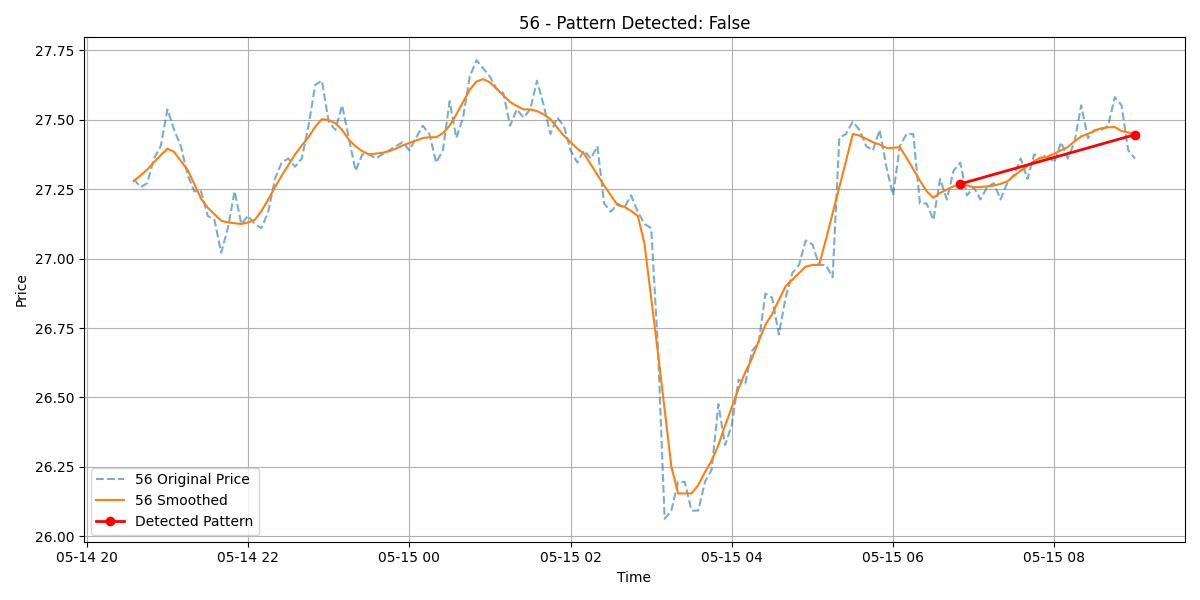 56 - Pattern Detected: False
27.75
27.50
27.25
27.00
26.75
26.50
26.25
26.00
Price
56 Original Price
56 Smoothed
Detected Pattern
05-14 20
05-14 22
05-15 00
05-15 02
05-15 04
05-15 06
05-15 08
Time